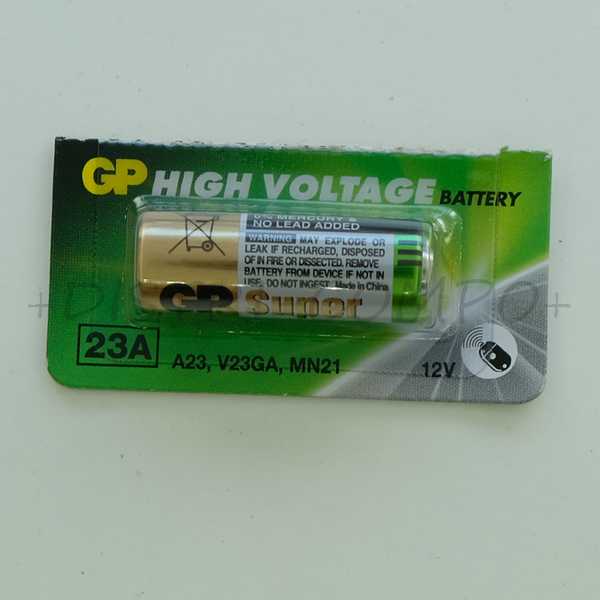 GP HIGH VOLTAGE BATTERY
0% MERCURY &
NO LEAD ADDED
WARNING MAY EXPLODE OR
LEAK IF RECHARGED, DISPOSED
OF IN FIRE OR DISSECTED. REMOVE
BATTERY FROM DEVICE IF NOT IN
USE. DO NOT INGEST. Made in China
GP Super
23A A23, V23GA, MN21 12V